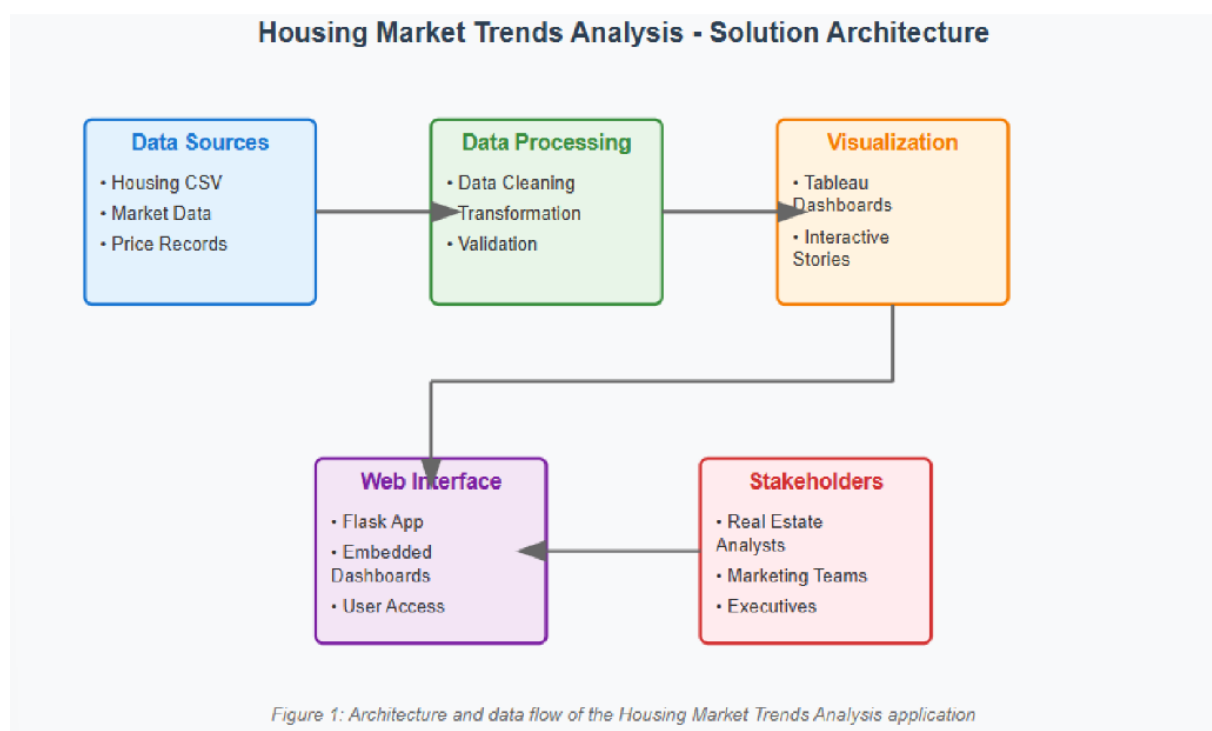 Housing Market Trends Analysis - Solution Architecture
Data Sources
• Housing CSV
• Market Data
• Price Records
Data Processing
• Data Cleaning
Transformation
• Validation
Visualization
• Tableau
Dashboards
• Interactive
Stories
Web Interface
• Flask App
• Embedded
Dashboards
• User Access
Stakeholders
• Real Estate
Analysts
• Marketing Teams
• Executives
Figure 1: Architecture and data flow of the Housing Market Trends Analysis application